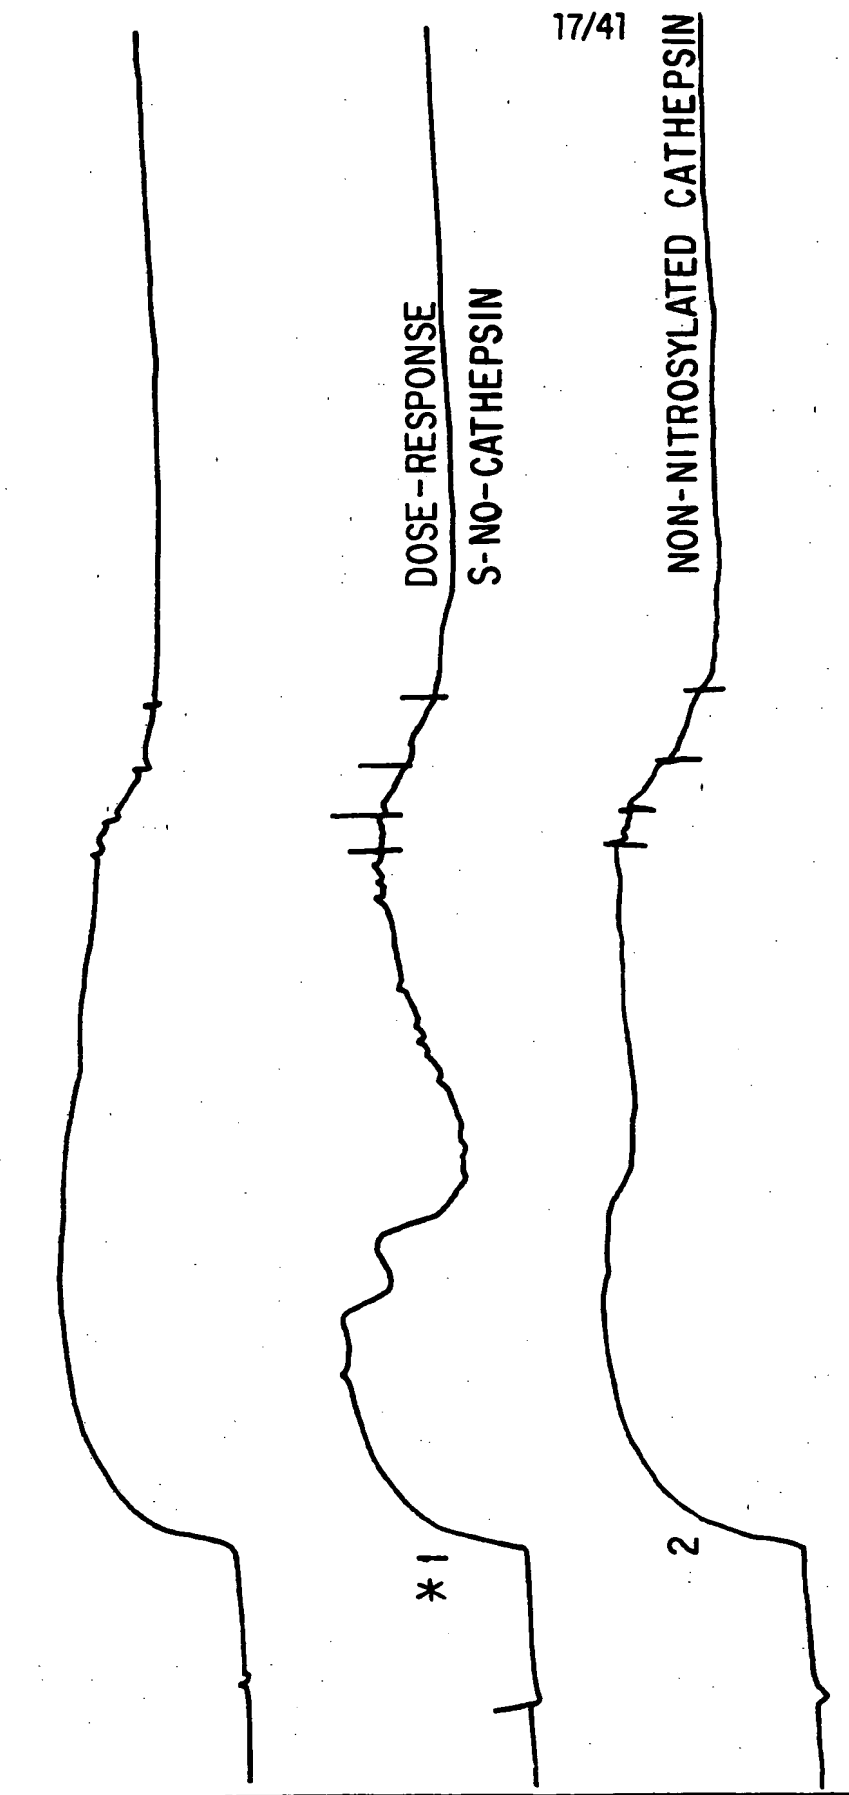 17/41
DOSE-RESPONSE
S-NO-CATHEPSIN
NON-NITROSYLATED CATHEPSIN
*1
2